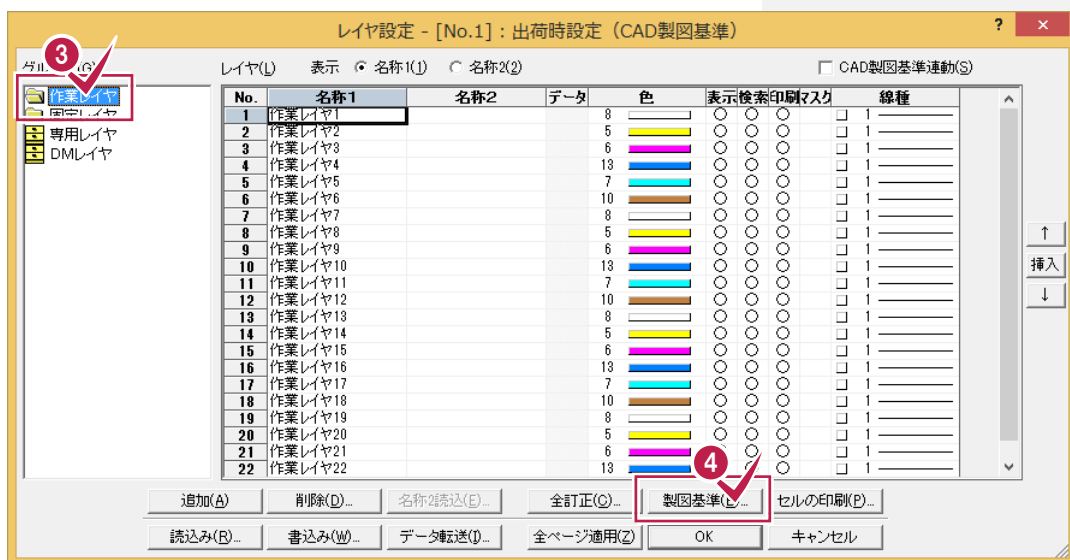 レイヤ設定 - [No.1] : 出荷時設定（CAD製図基準） ? ×
3
レイヤ(L) 表示 名称1(1) 名称2(2) CAD製図基準連動(S)
作業レイヤ
固定レイヤ
専用レイヤ
DMレイヤ
No. 名称1 名称2 データ 色 表示 検索 印刷 マスク 線種
1 作業レイヤ1 8 1
2 作業レイヤ2 5 1
3 作業レイヤ3 6 1
4 作業レイヤ4 13 1
5 作業レイヤ5 7 1
6 作業レイヤ6 10 1
7 作業レイヤ7 8 1
8 作業レイヤ8 5 1
9 作業レイヤ9 6 1
10 作業レイヤ10 13 1
11 作業レイヤ11 7 1
12 作業レイヤ12 10 1
13 作業レイヤ13 8 1
14 作業レイヤ14 5 1
15 作業レイヤ15 6 1
16 作業レイヤ16 13 1
17 作業レイヤ17 7 1
18 作業レイヤ18 10 1
19 作業レイヤ19 8 1
20 作業レイヤ20 5 1
21 作業レイヤ21 6 1
22 作業レイヤ22 13 1
↑
挿入
↓
4
追加(A) 削除(D)... 名称2読込(E)... 全訂正(C)... 製図基準... セルの印刷(P)...
読込み(R)... 書込み(W)... データ転送(I)... 全ページ適用(Z) OK キャンセル